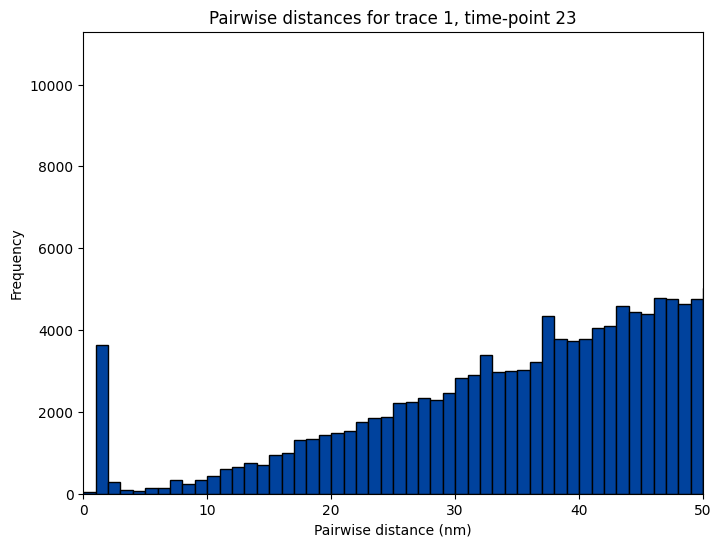 Pairwise distances for trace 1, time-point 23
10000
8000
6000
4000
2000
0
Frequency
0 10 20 30 40 50
Pairwise distance (nm)